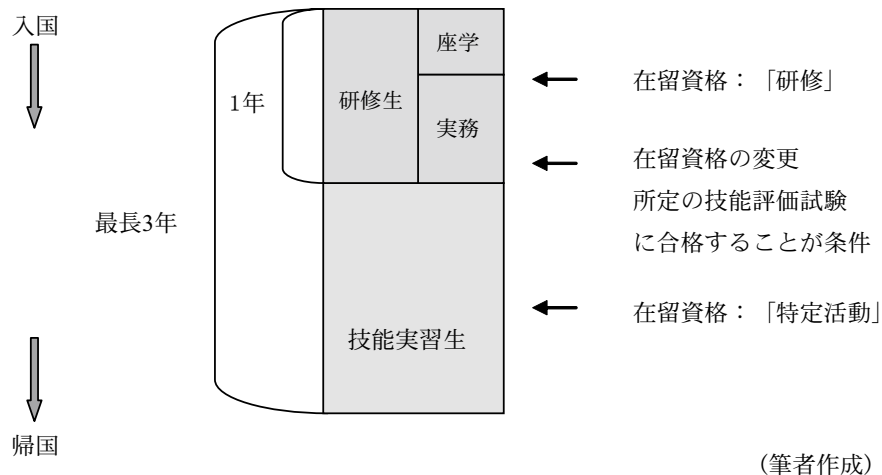 入国
座学
1年
研修生
在留資格：「研修」
実務
在留資格の変更
所定の技能評価試験
に合格することが条件
最長3年
在留資格：「特定活動」
技能実習生
帰国
（筆者作成）